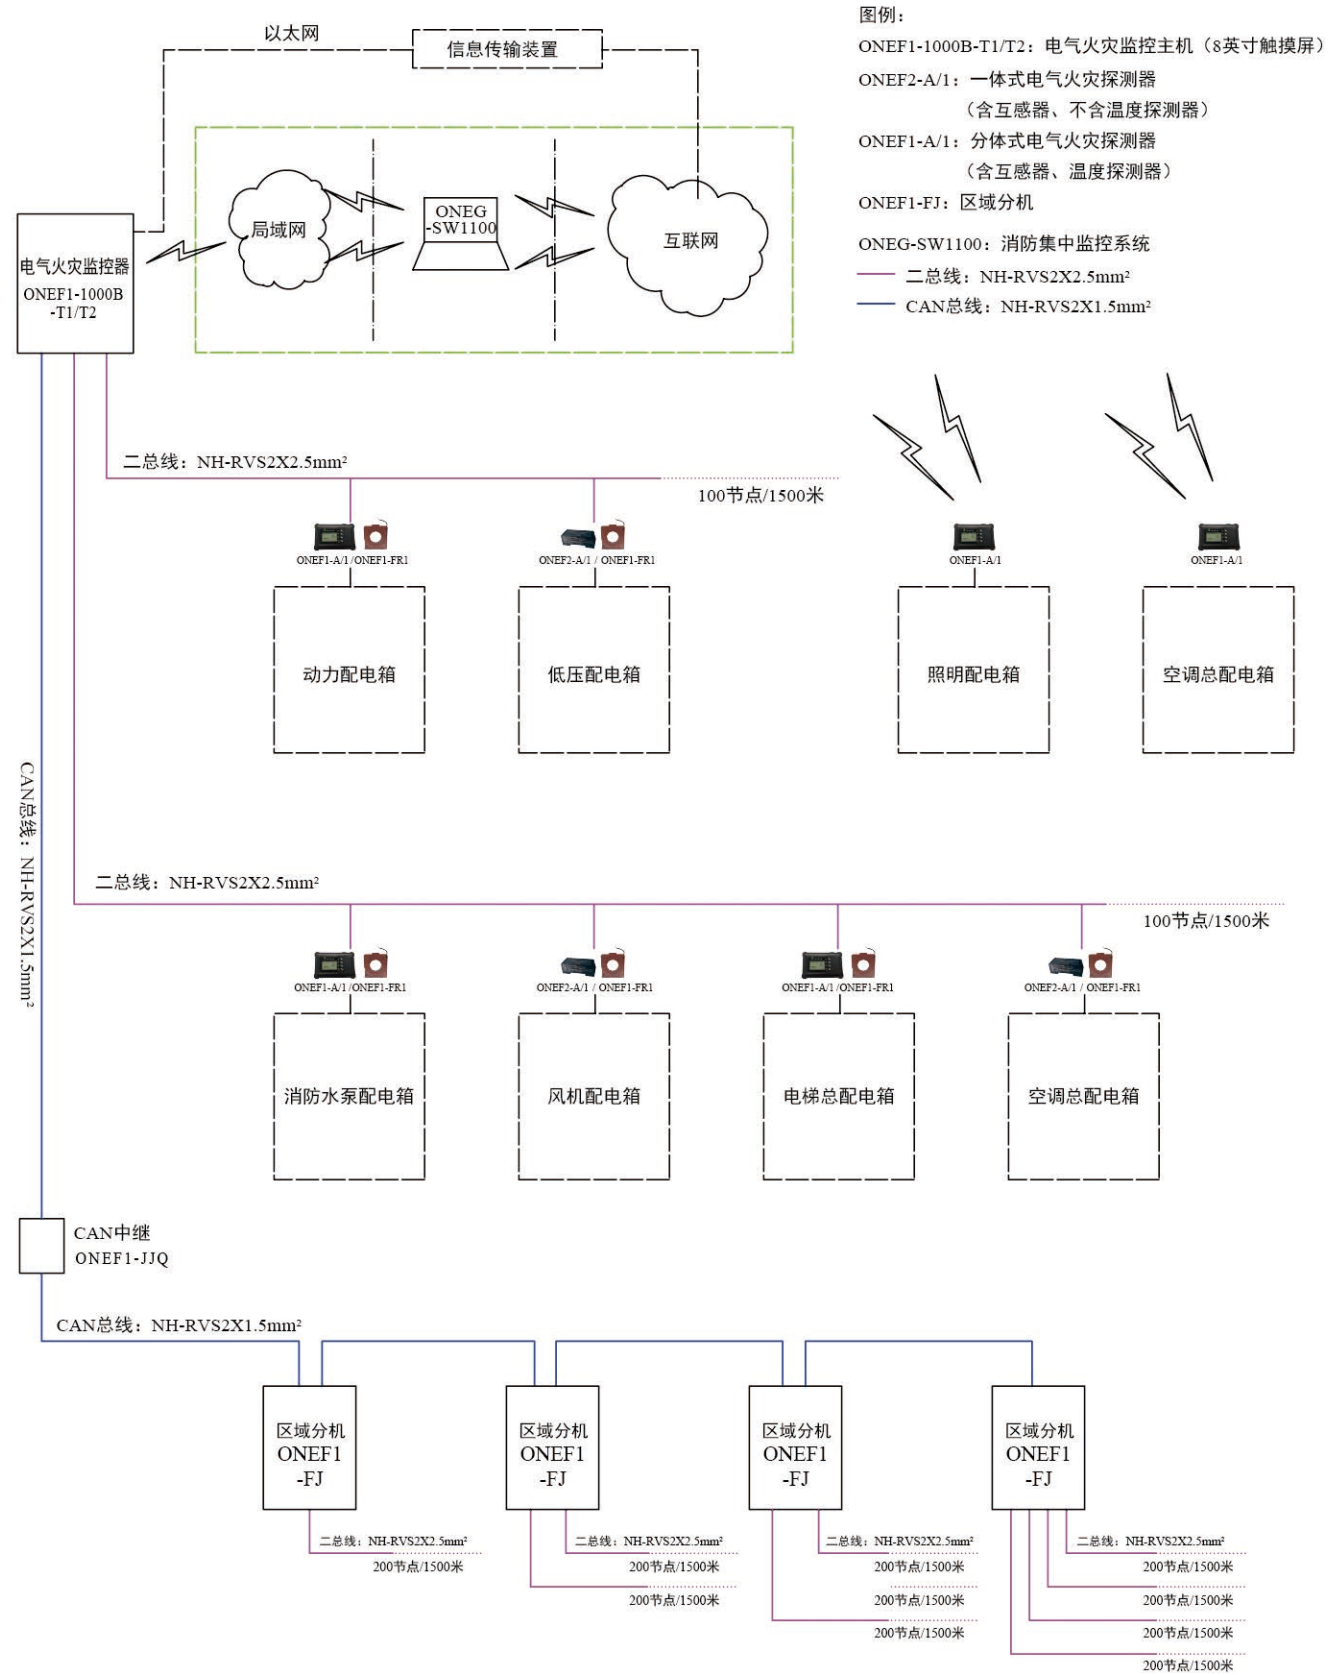 以太网
信息传输装置
图例：
ONEF1-1000B-T1/T2：电气火灾监控主机（8英寸触摸屏）
ONEF2-A/1：一体式电气火灾探测器
（含互感器、不含温度探测器）
ONEF1-A/1：分体式电气火灾探测器
（含互感器、温度探测器）
ONEF1-FJ：区域分机
ONEG-SW1100：消防集中监控系统
二总线：NH-RVS2X2.5mm²
CAN总线：NH-RVS2X1.5mm²
局域网
ONEG
-SW1100
互联网
电气火灾监控器
ONEF1-1000B
-T1/T2
二总线：NH-RVS2X2.5mm²
100节点/1500米
ONEF1-A/1 /ONEF1-FR1
ONEF2-A/1 / ONEF1-FR1
ONEF1-A/1
ONEF1-A/1
动力配电箱
低压配电箱
照明配电箱
空调总配电箱
CAN总线：NH-RVS2X1.5mm²
二总线：NH-RVS2X2.5mm²
100节点/1500米
ONEF1-A/1 /ONEF1-FR1
ONEF2-A/1 / ONEF1-FR1
ONEF1-A/1 /ONEF1-FR1
ONEF2-A/1 / ONEF1-FR1
消防水泵配电箱
风机配电箱
电梯总配电箱
空调总配电箱
CAN中继
ONEF1-JJQ
CAN总线：NH-RVS2X1.5mm²
区域分机
ONEF1
-FJ
区域分机
ONEF1
-FJ
区域分机
ONEF1
-FJ
区域分机
ONEF1
-FJ
二总线：NH-RVS2X2.5mm²
200节点/1500米
二总线：NH-RVS2X2.5mm²
200节点/1500米
200节点/1500米
二总线：NH-RVS2X2.5mm²
200节点/1500米
200节点/1500米
200节点/1500米
二总线：NH-RVS2X2.5mm²
200节点/1500米
200节点/1500米
200节点/1500米
200节点/1500米